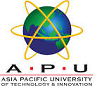 A • P • U
ASIA PACIFIC UNIVERSITY
OF TECHNOLOGY & INNOVATION